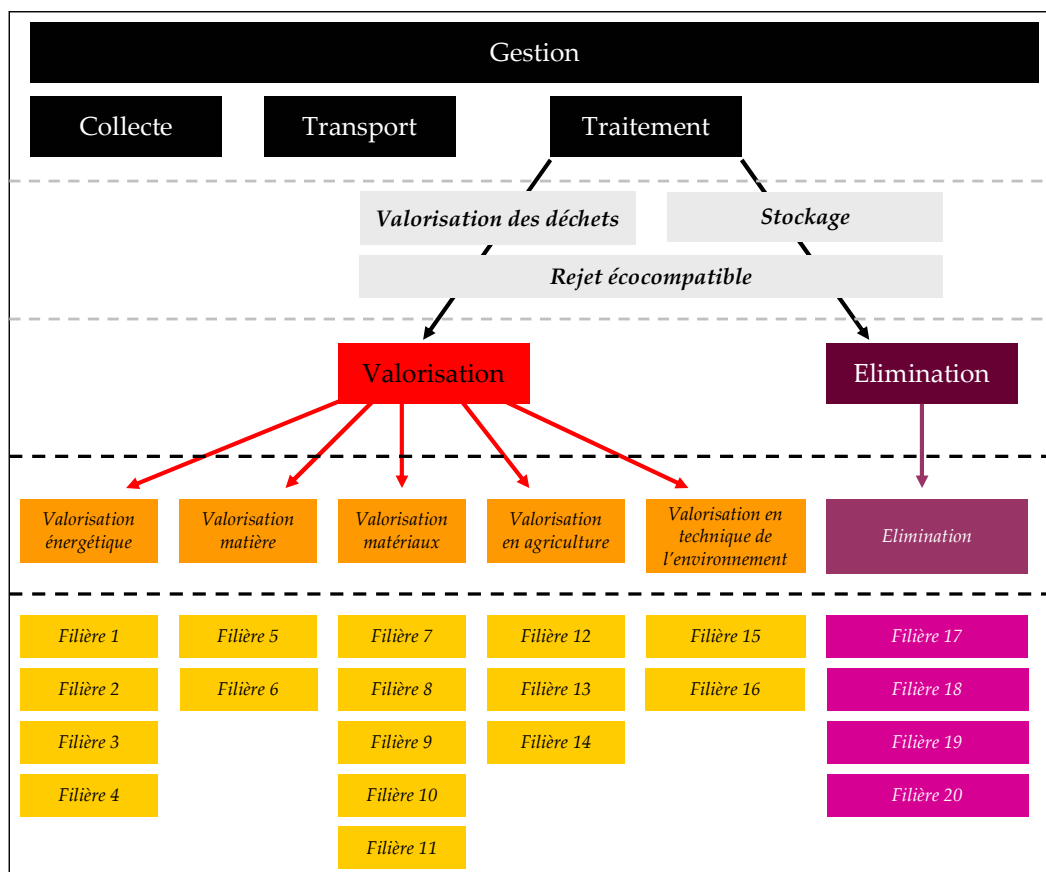 Gestion
Collecte
Transport
Traitement
Valorisation des déchets
Stockage
Rejet écocompatible
Valorisation
Elimination
Valorisation
énergétique
Valorisation
matière
Valorisation
matériaux
Valorisation
en agriculture
Valorisation en
technique de
l'environnement
Elimination
Filière 1
Filière 5
Filière 7
Filière 12
Filière 15
Filière 17
Filière 2
Filière 6
Filière 8
Filière 13
Filière 16
Filière 18
Filière 3
Filière 9
Filière 14
Filière 19
Filière 4
Filière 10
Filière 20
Filière 11